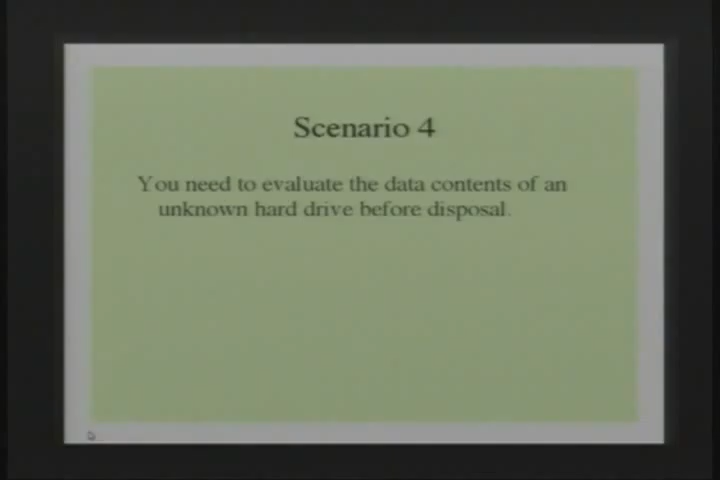 Scenario 4
You need to evaluate the data contents of an
unknown hard drive before disposal.